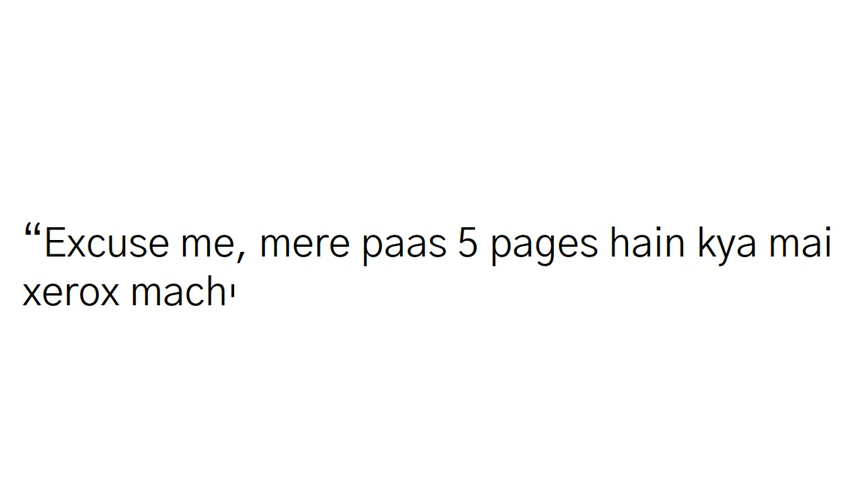 “Excuse me, mere paas 5 pages hain kya mai
xerox mach